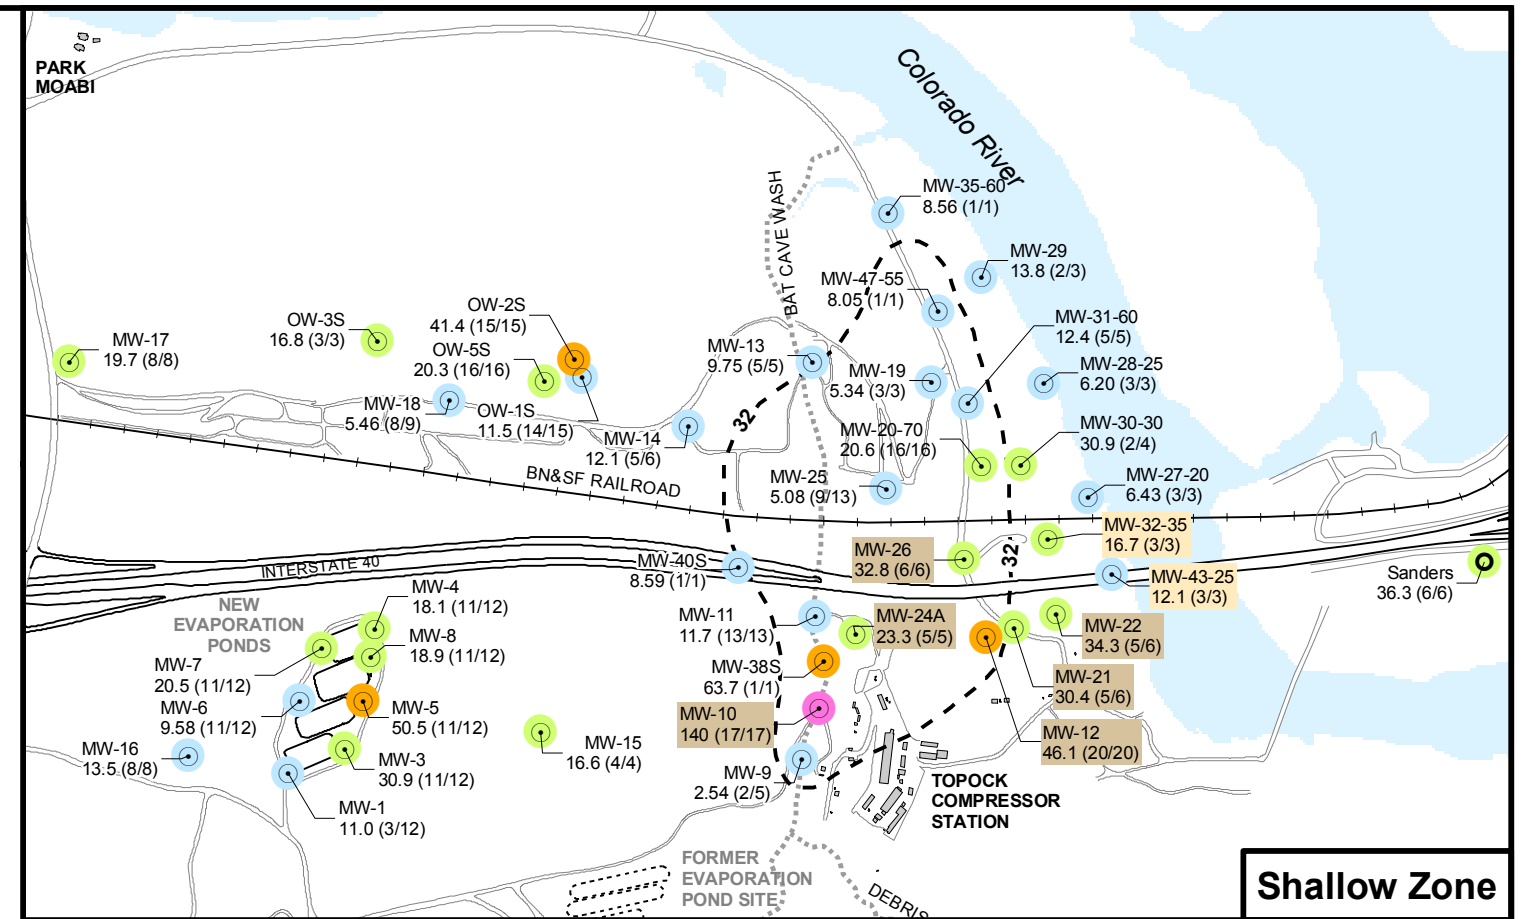 PARK
MOABI
Colorado River
BAT CAVE WASH
MW-35-60
8.56 (1/1)
MW-29
13.8 (2/3)
MW-47-55
8.05 (1/1)
MW-31-60
12.4 (5/5)
OW-2S
41.4 (15/15)
OW-3S
16.8 (3/3)
MW-17
19.7 (8/8)
OW-5S
20.3 (16/16)
MW-13
9.75 (5/5)
MW-19
5.34 (3/3)
MW-28-25
6.20 (3/3)
MW-18
5.46 (8/9)
OW-1S
11.5 (14/15)
32
MW-14
12.1 (5/6)
MW-20-70
20.6 (16/16)
MW-30-30
30.9 (2/4)
BN&SF RAILROAD
MW-25
5.08 (9/13)
MW-27-20
6.43 (3/3)
MW-32-35
16.7 (3/3)
MW-26
32.8 (6/6)
32
INTERSTATE 40
MW-40S
8.59 (1/1)
MW-43-25
12.1 (3/3)
Sanders
36.3 (6/6)
NEW
EVAPORATION
PONDS
MW-4
18.1 (11/12)
MW-8
18.9 (11/12)
MW-11
11.7 (13/13)
MW-24A
23.3 (5/5)
MW-22
34.3 (5/6)
MW-7
20.5 (11/12)
MW-38S
63.7 (1/1)
MW-21
30.4 (5/6)
MW-6
9.58 (11/12)
MW-5
50.5 (11/12)
MW-10
140 (17/17)
MW-12
46.1 (20/20)
MW-16
13.5 (8/8)
MW-3
30.9 (11/12)
MW-15
16.6 (4/4)
MW-9
2.54 (2/5)
MW-1
11.0 (3/12)
TOPOCK
COMPRESSOR
STATION
FORMER
EVAPORATION
POND SITE
DEBRIS
Shallow Zone